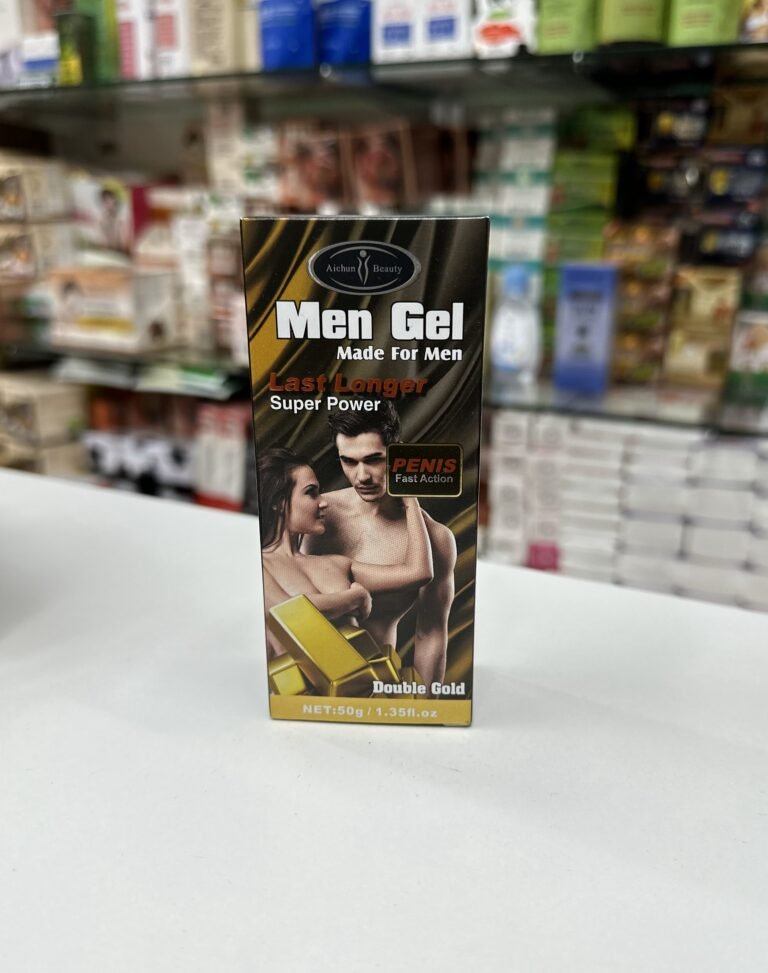 Aichun Beauty
Men Gel
Made For Men
Last Longer
Super Power
PENIS
Fast Action
Double Gold
NET:50g / 1.35fl.oz